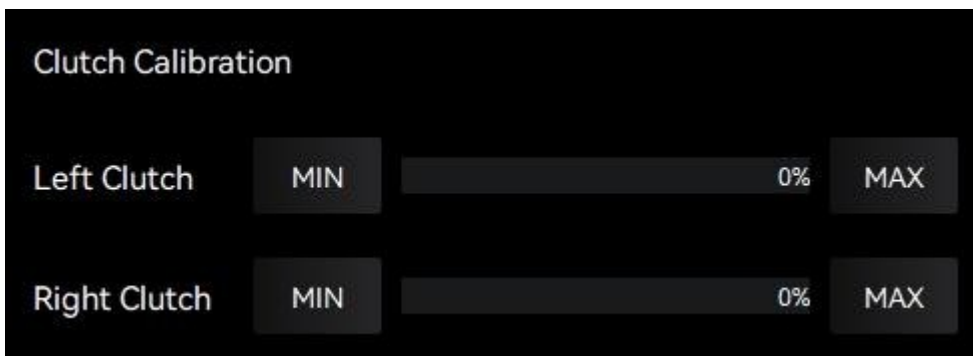 Clutch Calibration
Left Clutch MIN 0% MAX
Right Clutch MIN 0% MAX